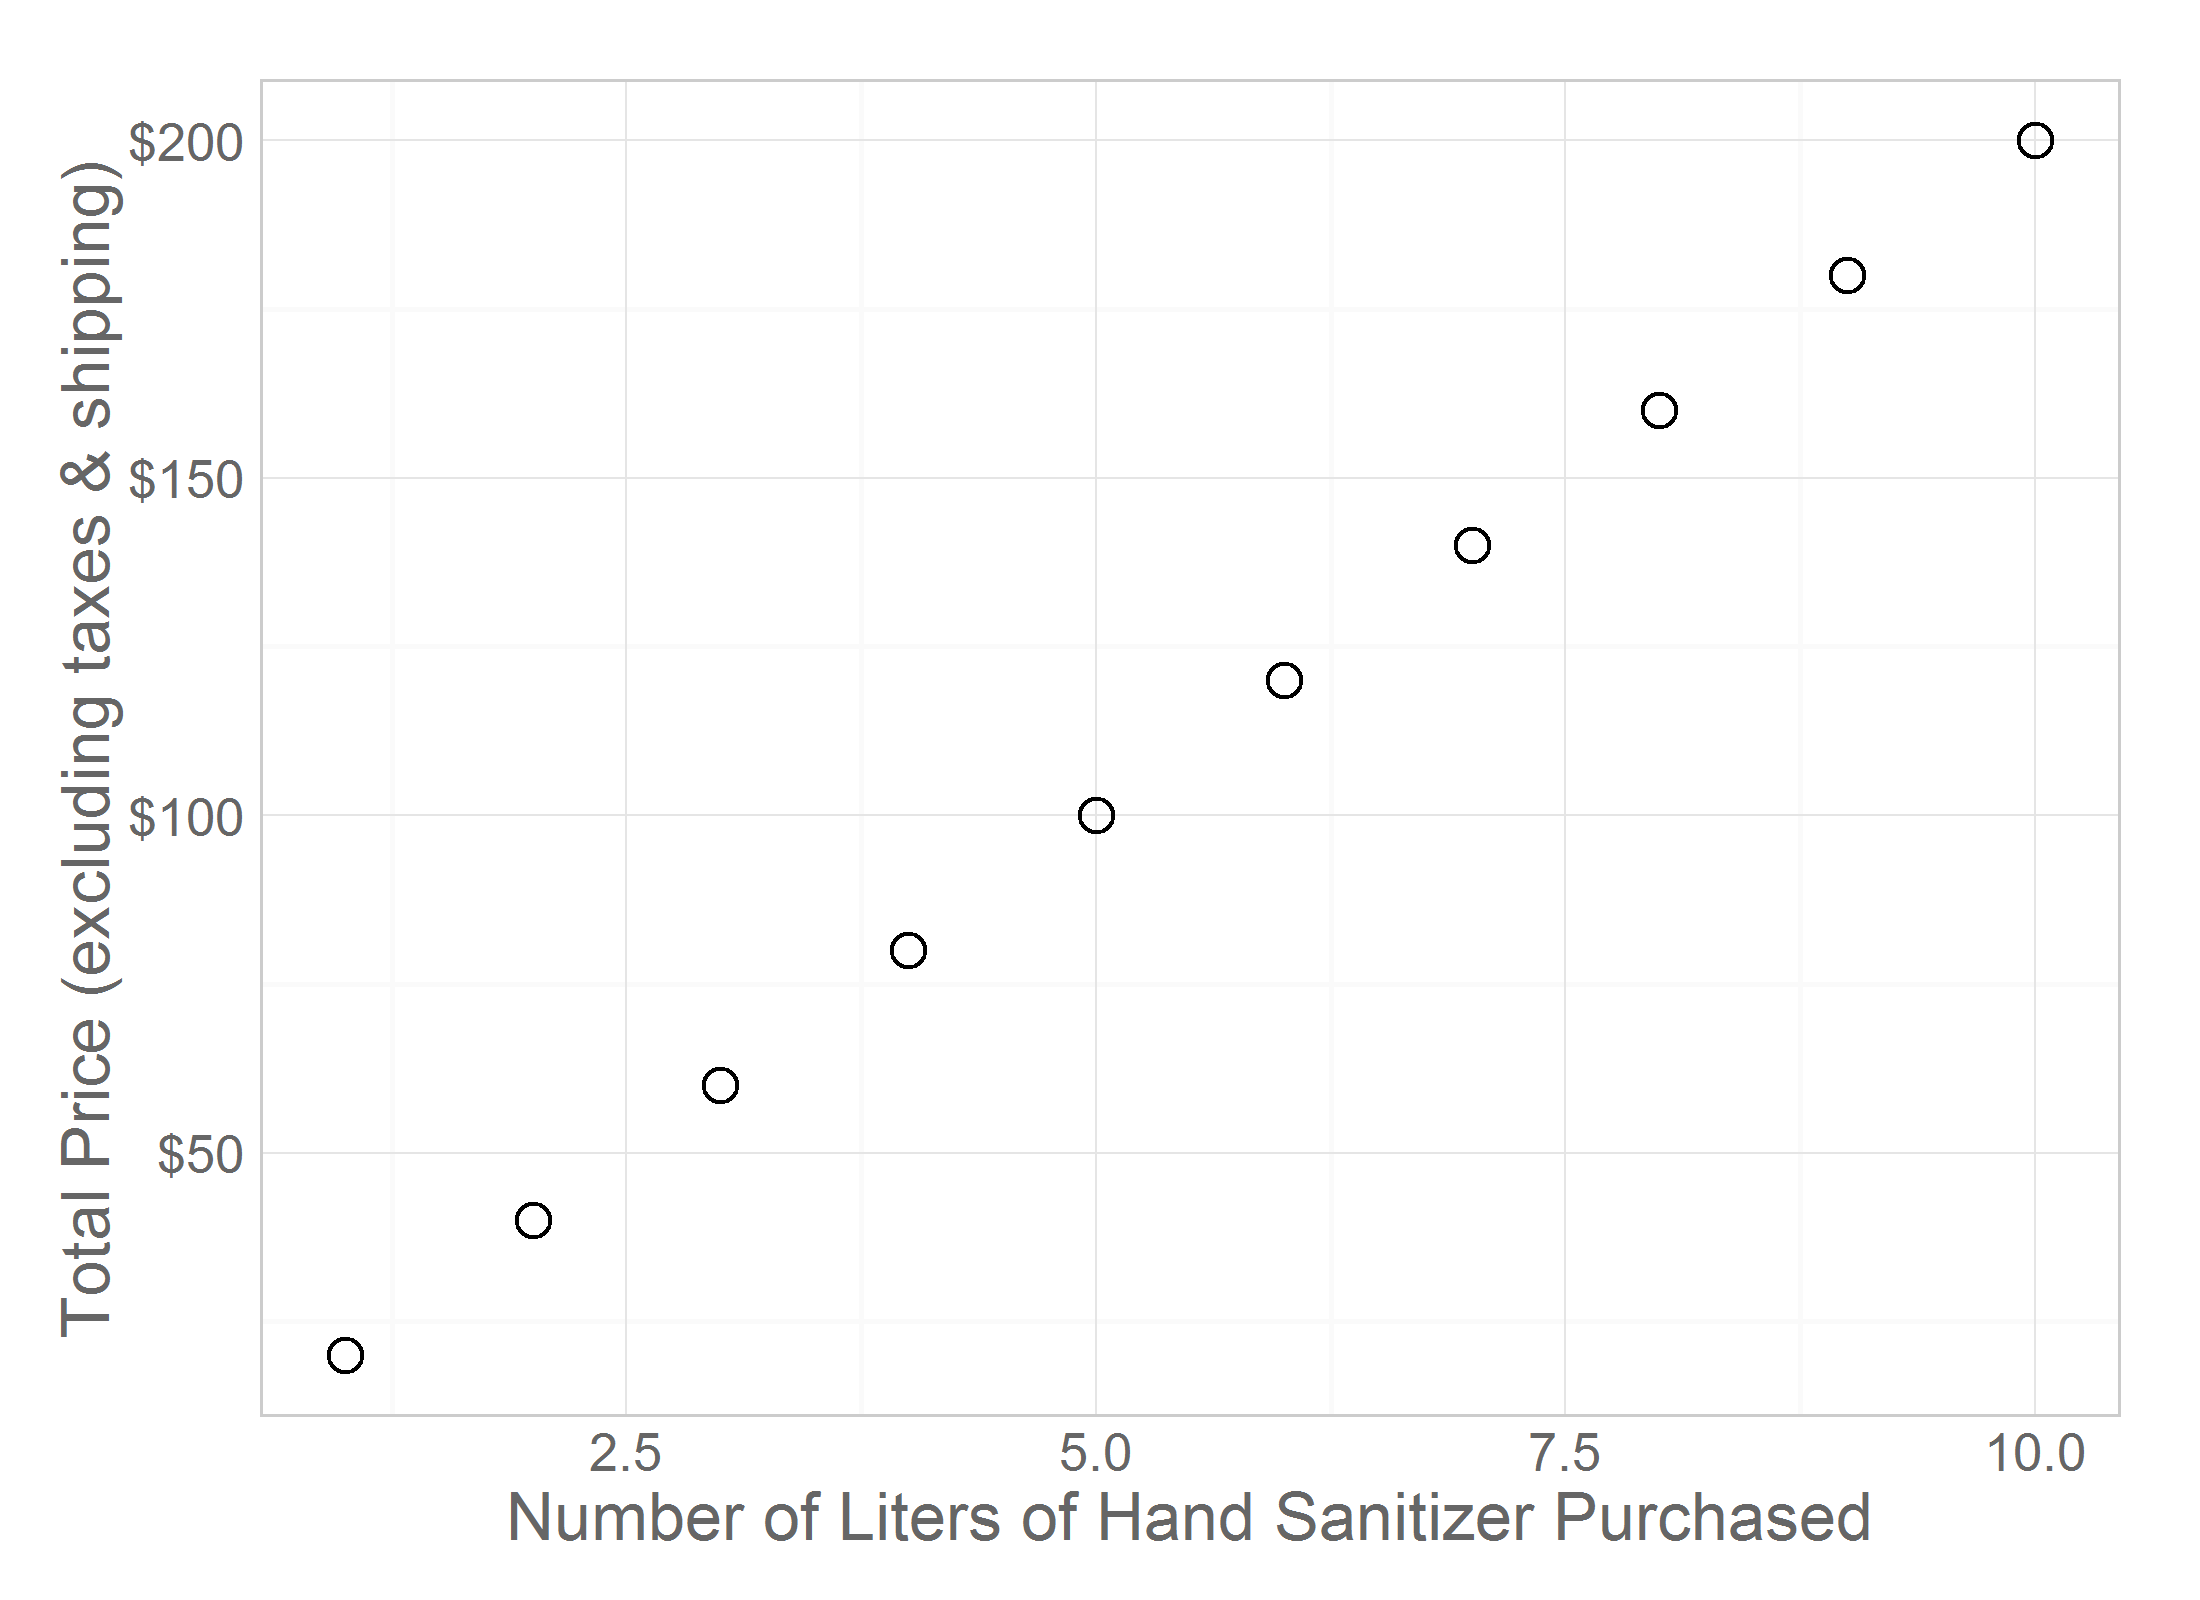 Total Price (excluding taxes & shipping)
$200
$150
$100
$50
2.5 5.0 7.5 10.0
Number of Liters of Hand Sanitizer Purchased